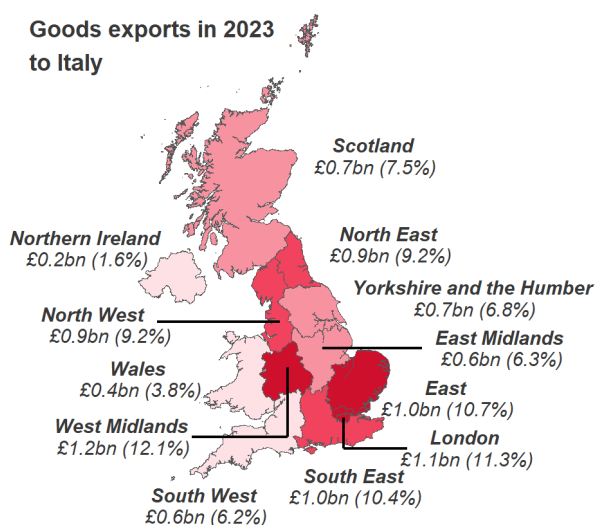 Goods exports in 2023
to Italy
Scotland
£0.7bn (7.5%)
Northern Ireland
£0.2bn (1.6%)
North East
£0.9bn (9.2%)
Yorkshire and the Humber
£0.7bn (6.8%)
North West
£0.9bn (9.2%)
East Midlands
£0.6bn (6.3%)
Wales
£0.4bn (3.8%)
East
£1.0bn (10.7%)
West Midlands
£1.2bn (12.1%)
London
£1.1bn (11.3%)
South East
£1.0bn (10.4%)
South West
£0.6bn (6.2%)